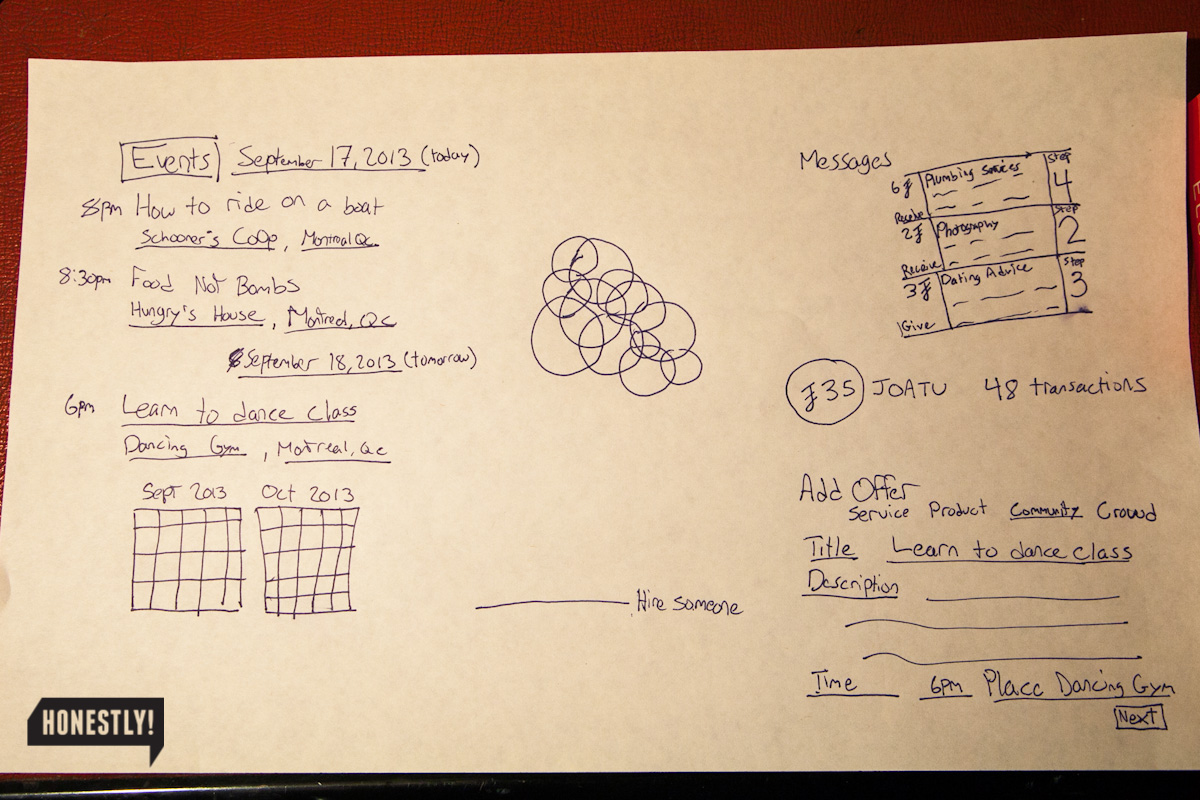 Events September 17, 2013 (today)
8pm How to ride on a boat
Schooner's CoOp, Montreal Qc.
8:30pm Food Not Bombs
Hungry's House, Montreal, Qc
September 18, 2013 (tomorrow)
6pm Learn to dance class
Dancing Gym, Montreal, Qc
Sept 2013 Oct 2013
Hire someone
Messages
6J Plumbing Services Step 4
Receive
2J Photography Step 2
Receive
3J Dating Advice Step 3
Give
J35 JOATU 48 transactions
Add Offer
Service Product Community Crowd
Title Learn to dance class
Description
Time 6pm Place Dancing Gym
Next
HONESTLY!